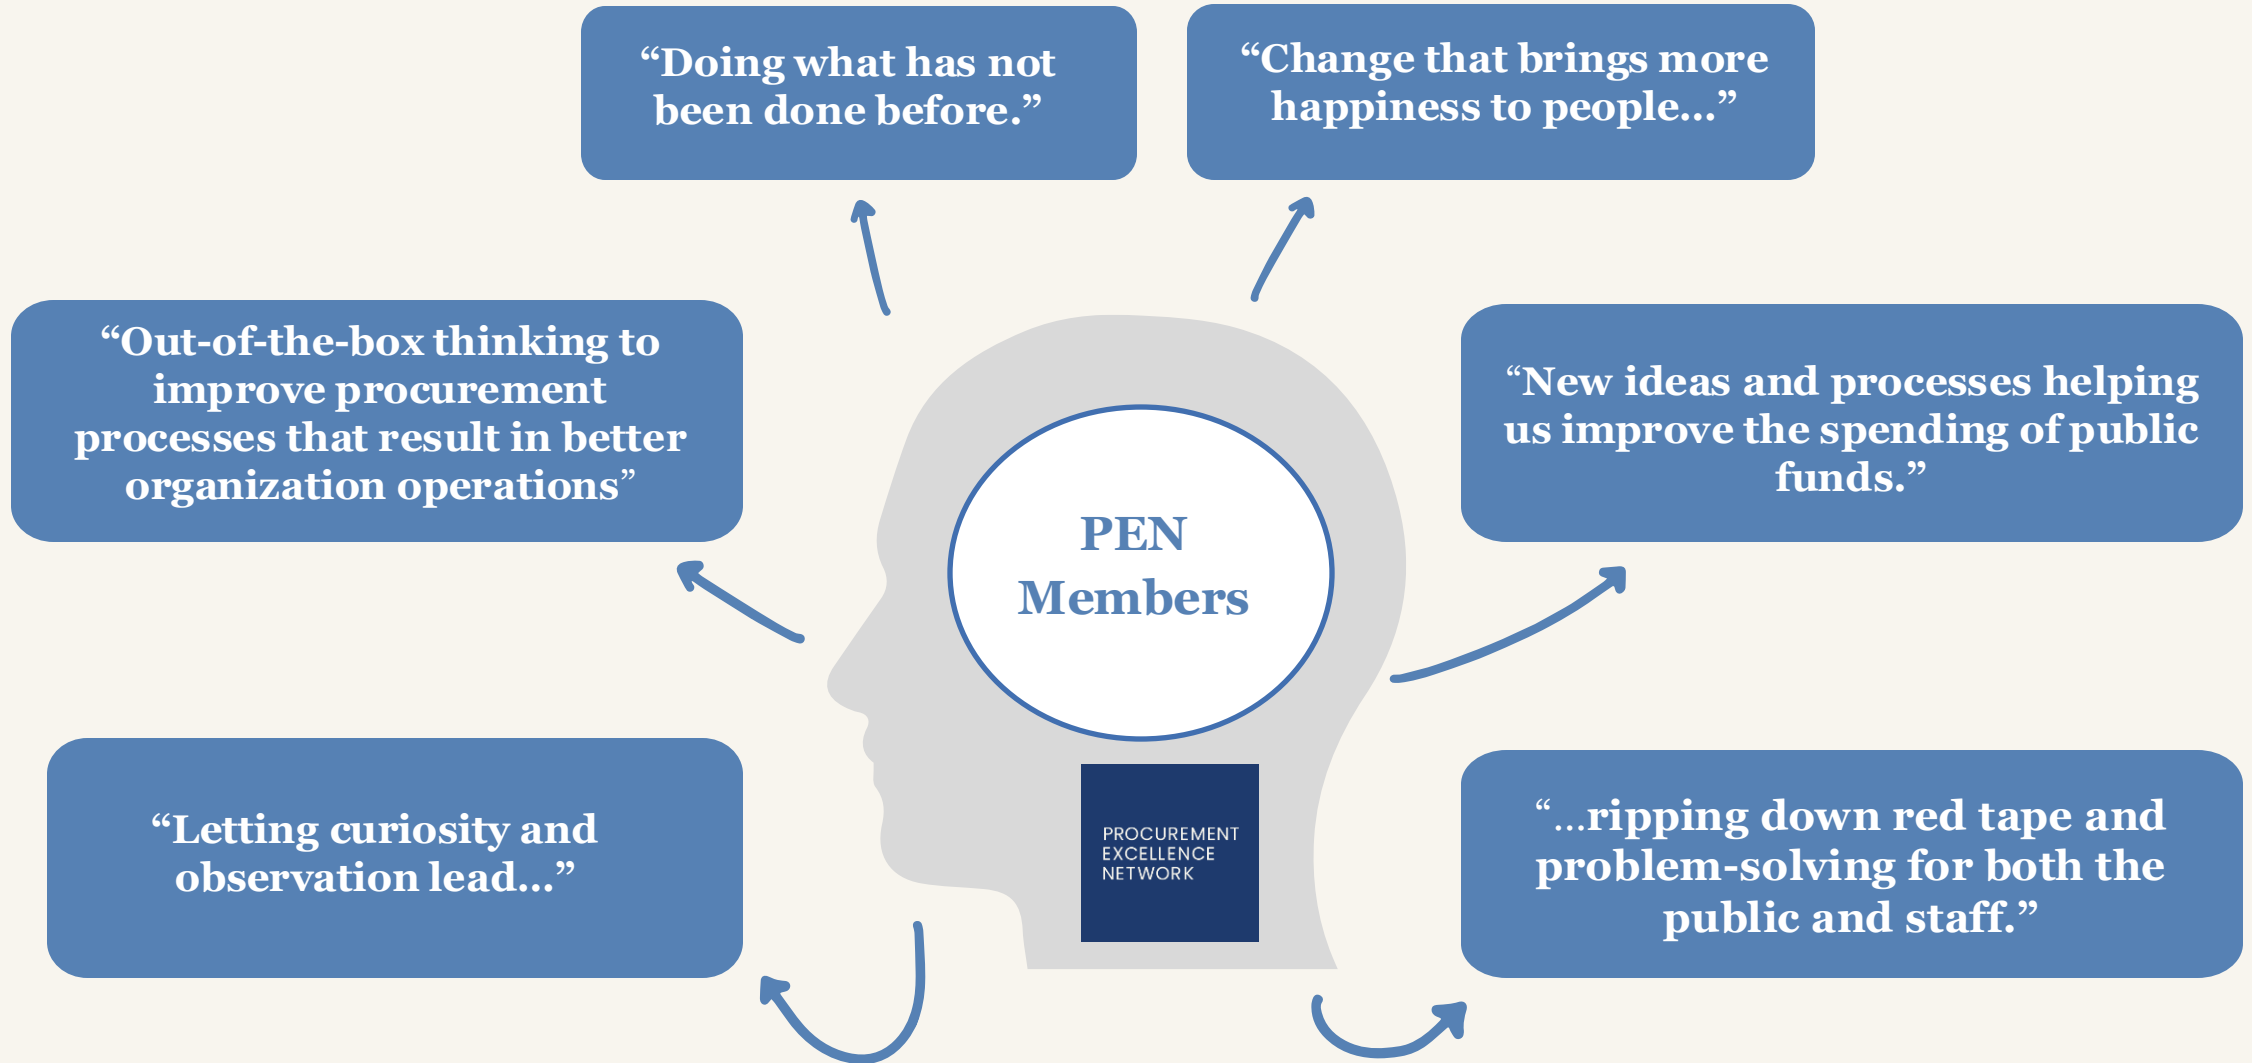 “Doing what has not
been done before.”
“Change that brings more
happiness to people...”
“Out-of-the-box thinking to
improve procurement
processes that result in better
organization operations”
“New ideas and processes helping
us improve the spending of public
funds.”
PEN
Members
“Letting curiosity and
observation lead...”
PROCUREMENT
EXCELLENCE
NETWORK
“...ripping down red tape and
problem-solving for both the
public and staff.”